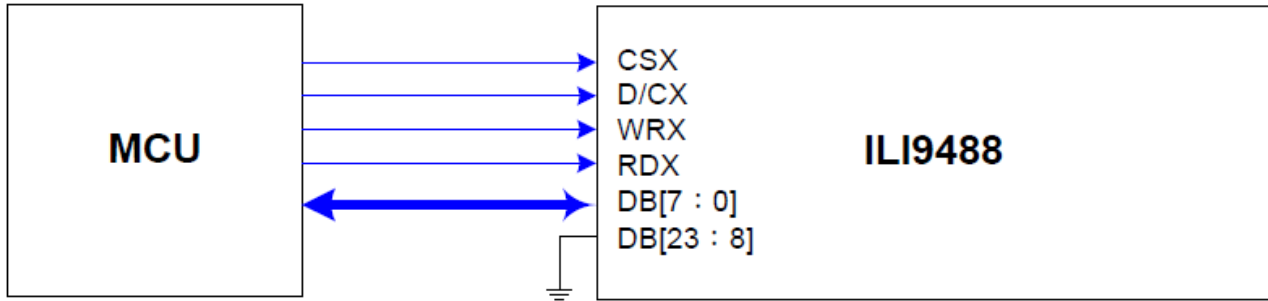 MCU
CSX
D/CX
WRX
RDX
DB[7：0]
DB[23：8]
ILI9488